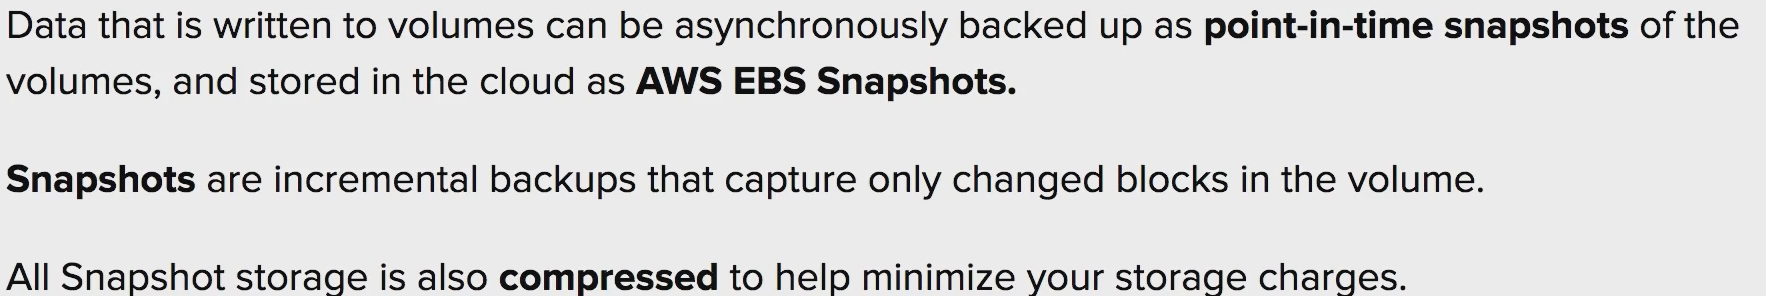 Data that is written to volumes can be asynchronously backed up as point-in-time snapshots of the
volumes, and stored in the cloud as AWS EBS Snapshots.
Snapshots are incremental backups that capture only changed blocks in the volume.
All Snapshot storage is also compressed to help minimize your storage charges.